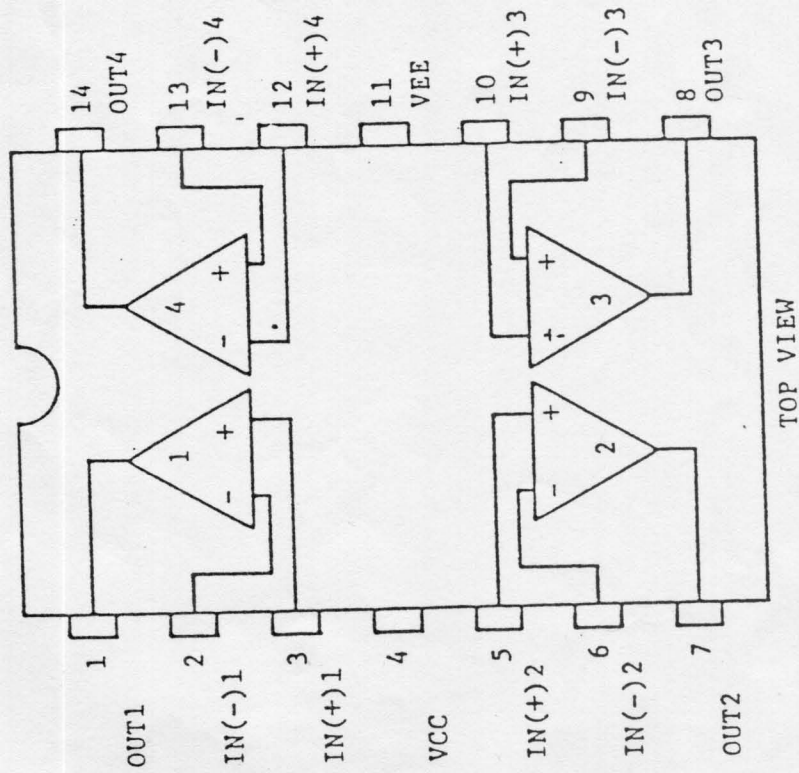 14
OUT4
13
IN(-)4
12
IN(+)4
11
VEE
10
IN(+)3
9
IN(-)3
8
OUT3
4
- +
3
÷ +
1
- +
2
- +
1
OUT1
2
IN(-)1
3
IN(+)1
4
VCC
5
IN(+)2
6
IN(-)2
7
OUT2
TOP VIEW